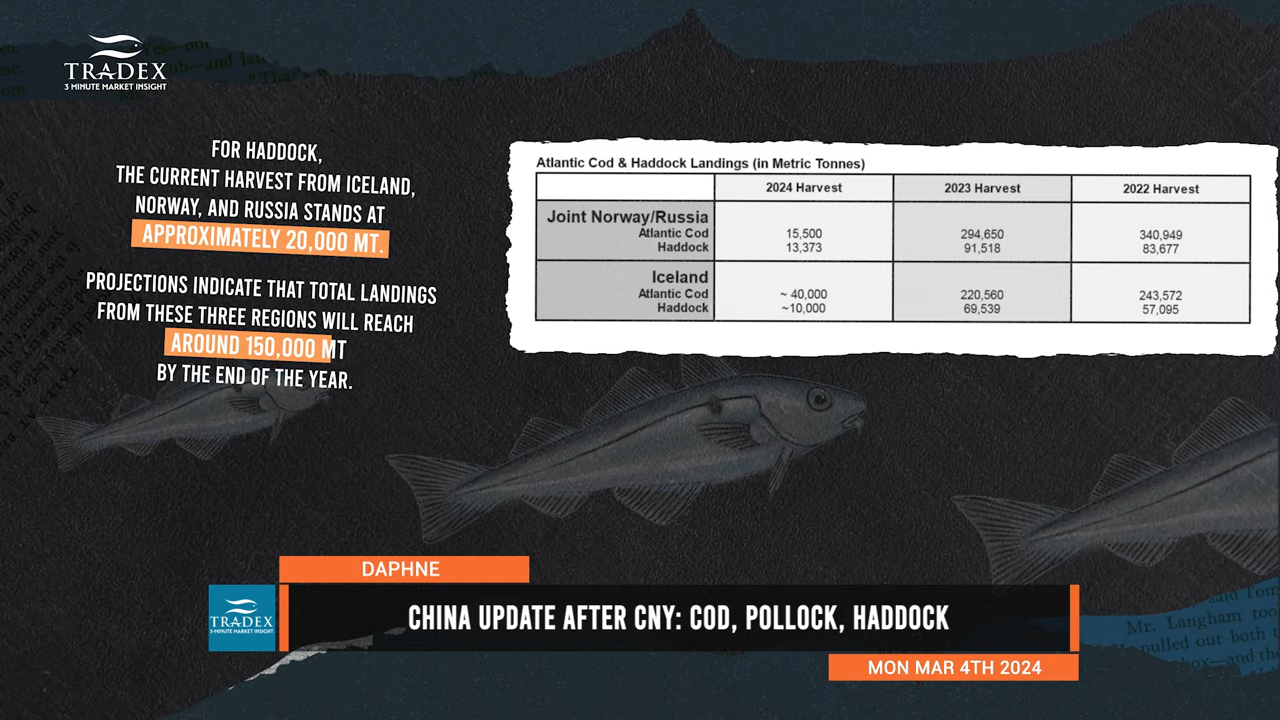 TRADEX
3 MINUTE MARKET INSIGHT
FOR HADDOCK,
THE CURRENT HARVEST FROM ICELAND,
NORWAY, AND RUSSIA STANDS AT
APPROXIMATELY 20,000 MT.
PROJECTIONS INDICATE THAT TOTAL LANDINGS
FROM THESE THREE REGIONS WILL REACH
AROUND 150,000 MT
BY THE END OF THE YEAR.
Atlantic Cod & Haddock Landings (in Metric Tonnes)
2024 Harvest 2023 Harvest 2022 Harvest
Joint Norway/Russia
Atlantic Cod 15,500 294,650 340,949
Haddock 13,373 91,518 83,677
Iceland
Atlantic Cod ~ 40,000 220,560 243,572
Haddock ~10,000 69,539 57,095
DAPHNE
TRADEX
3-MINUTE MARKET INSIGHT
CHINA UPDATE AFTER CNY: COD, POLLOCK, HADDOCK
MON MAR 4TH 2024
Mr. Langham
pulled out both